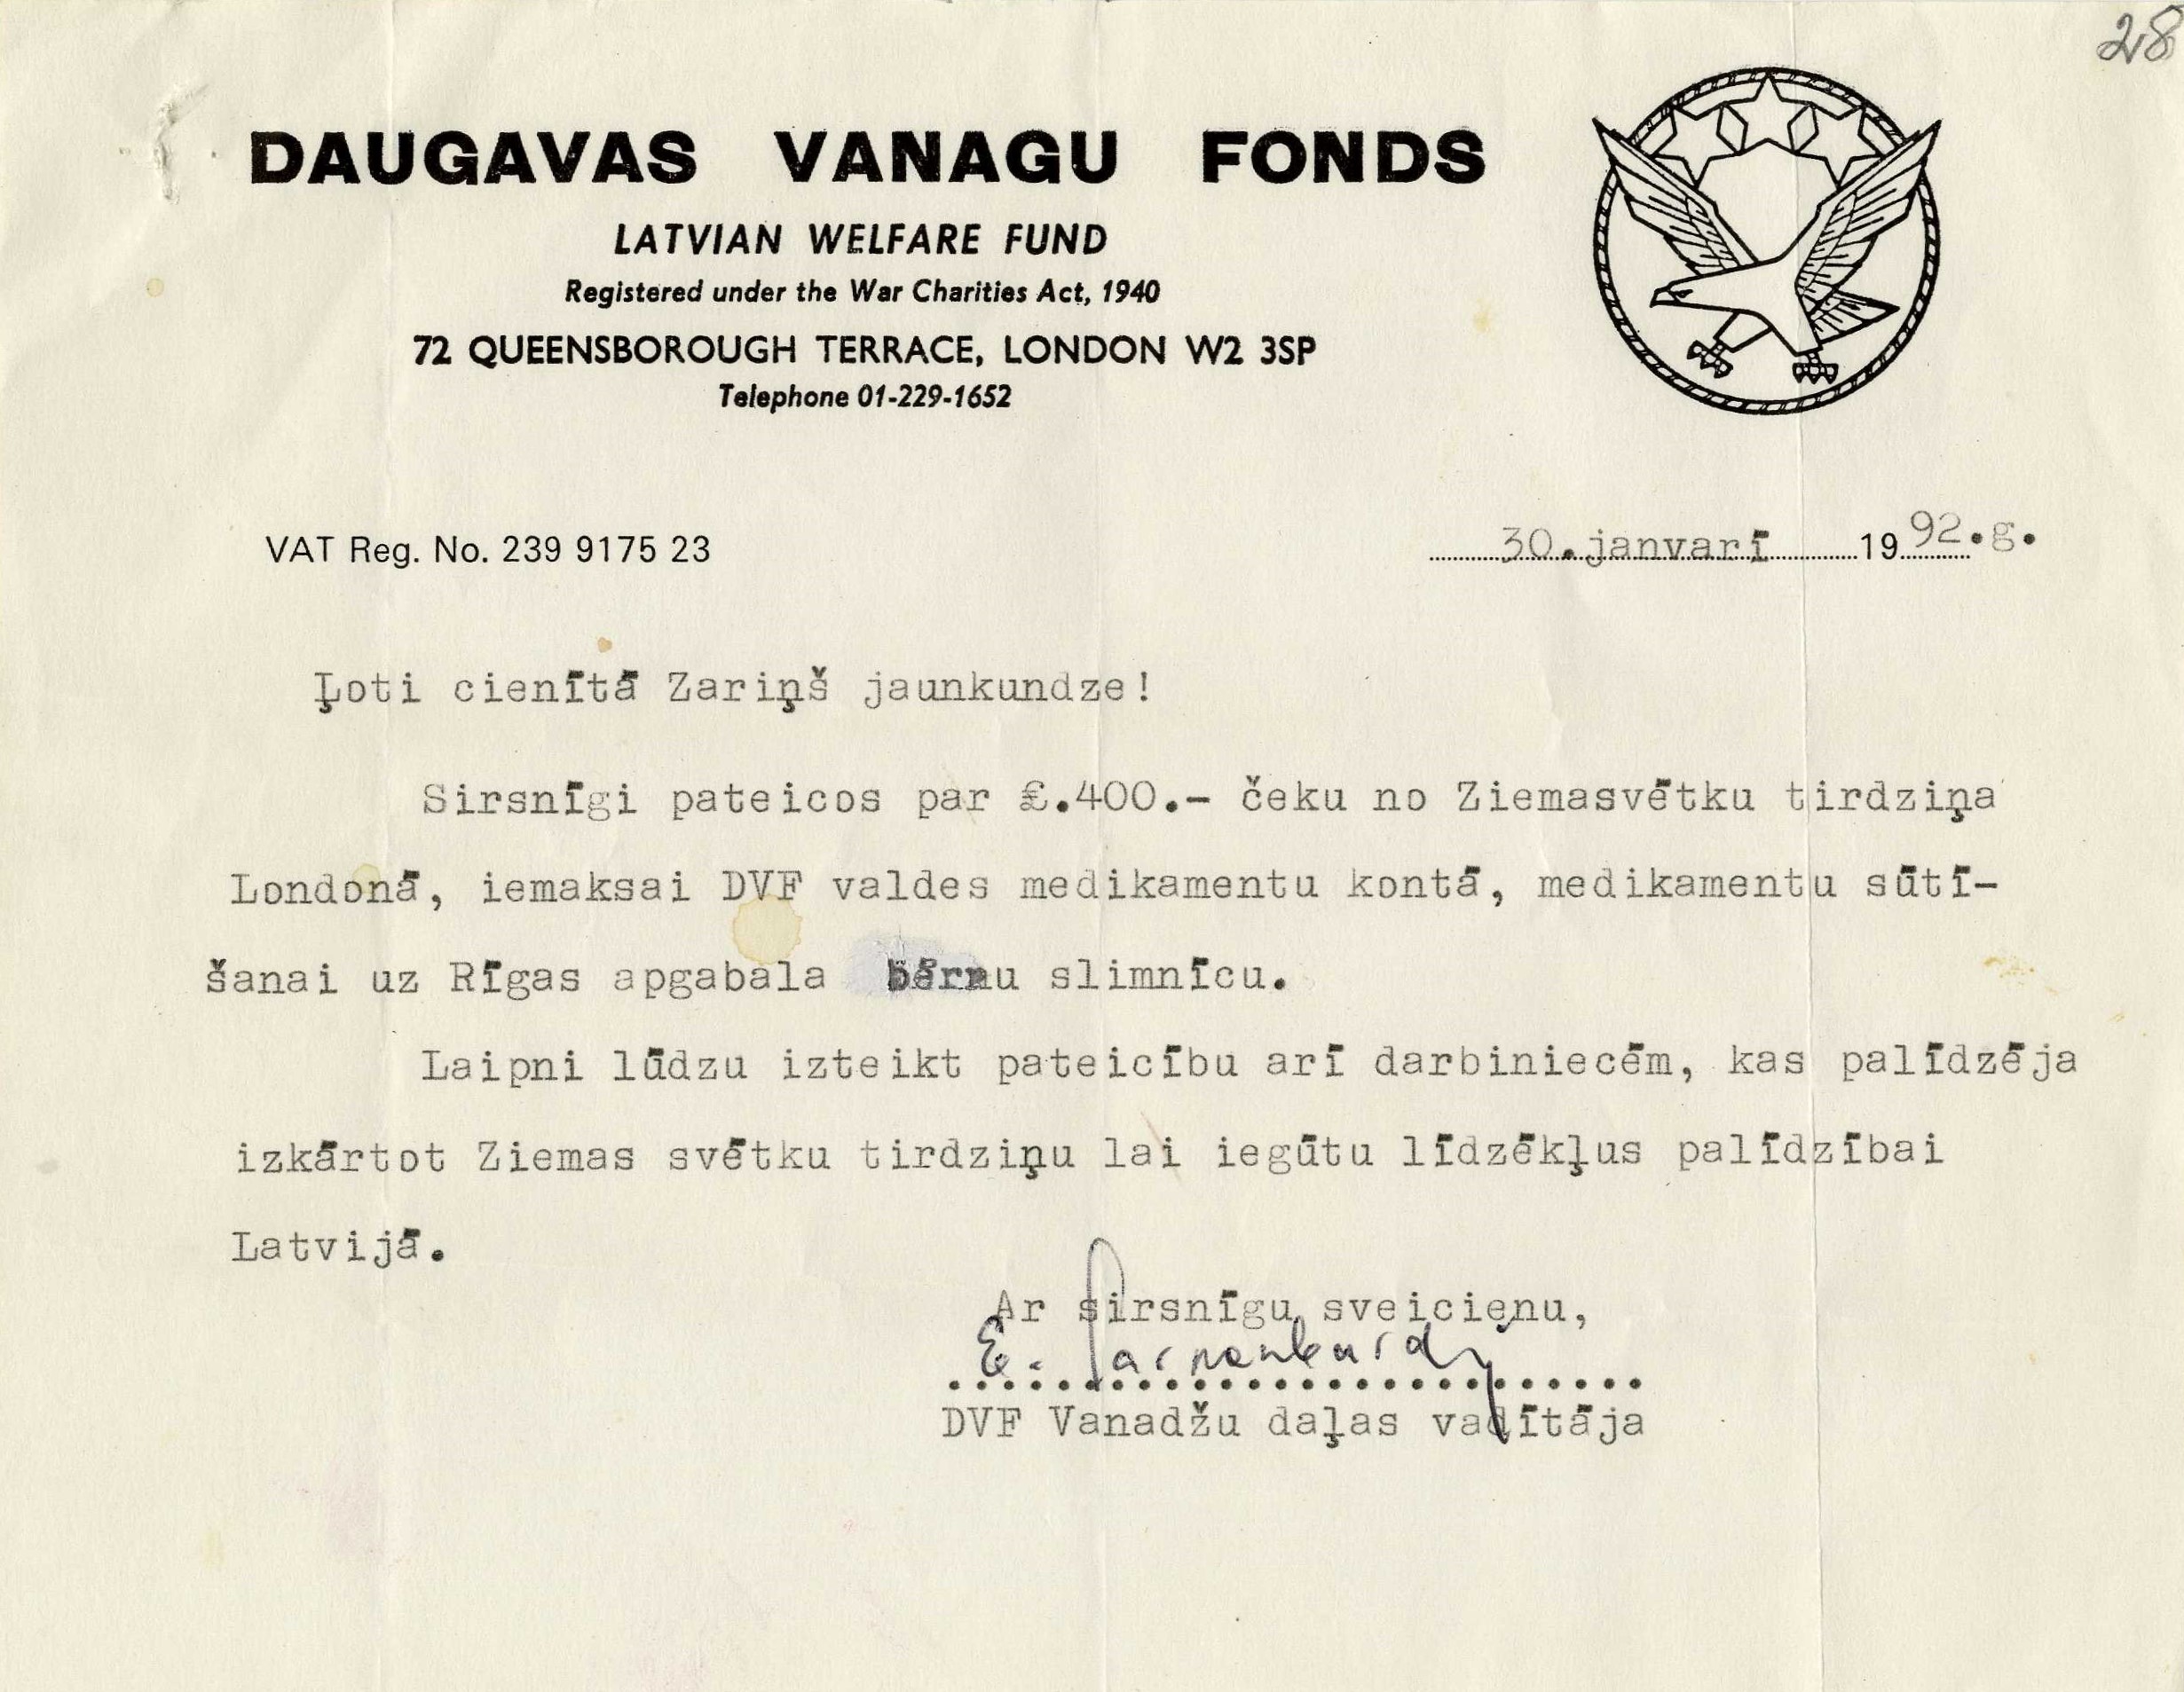 28
DAUGAVAS VANAGU FONDS
LATVIAN WELFARE FUND
Registered under the War Charities Act, 1940
72 QUEENSBOROUGH TERRACE, LONDON W2 3SP
Telephone 01-229-1652
VAT Reg. No. 239 9175 23
30.janvarī 1992.g.
Ļoti cienītā Zariņš jaunkundze!
Sirsnīgi pateicos par £.400.- čeku no Ziemasvētku tirdziņa
Londonā, iemaksai DVF valdes medikamentu kontā, medikamentu sūtī-
šanai uz Rīgas apgabala bērnu slimnīcu.
Laipni lūdzu izteikt pateicību arī darbiniecēm, kas palīdzēja
izkārtot Ziemas svētku tirdziņu lai iegūtu līdzēkļus palīdzībai
Latvijā.
Ar sirsnīgu sveicienu,
E.
DVF Vanadžu daļas vadītāja